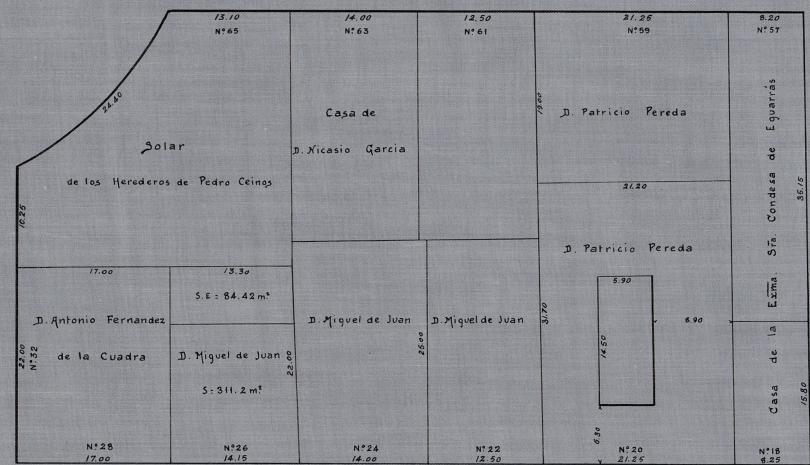 13.10
14.00
12.50
21.25
8.20
Nº 65
Nº 63
Nº 61
Nº 59
Nº 57
24.40
Solar
de los Herederos de Pedro Ceinos
Casa de
D. Nicasio Garcia
19.00
D. Patricio Pereda
21.20
36.15
Casa de la Exma. Sra. Condesa de Eguarrás
10.25
17.00
13.30
S.E = 84.42 m.²
D. Antonio Fernandez
de la Cuadra
22.00
Nº 32
D. Miguel de Juan
S = 311.2 m.²
22.00
D. Miguel de Juan
25.00
D. Miguel de Juan
31.70
D. Patricio Pereda
5.90
14.50
8.90
6.30
15.80
Nº 28
Nº 26
Nº 24
Nº 22
Nº 20
Nº 18
17.00
14.15
14.00
12.50
21.25
8.25